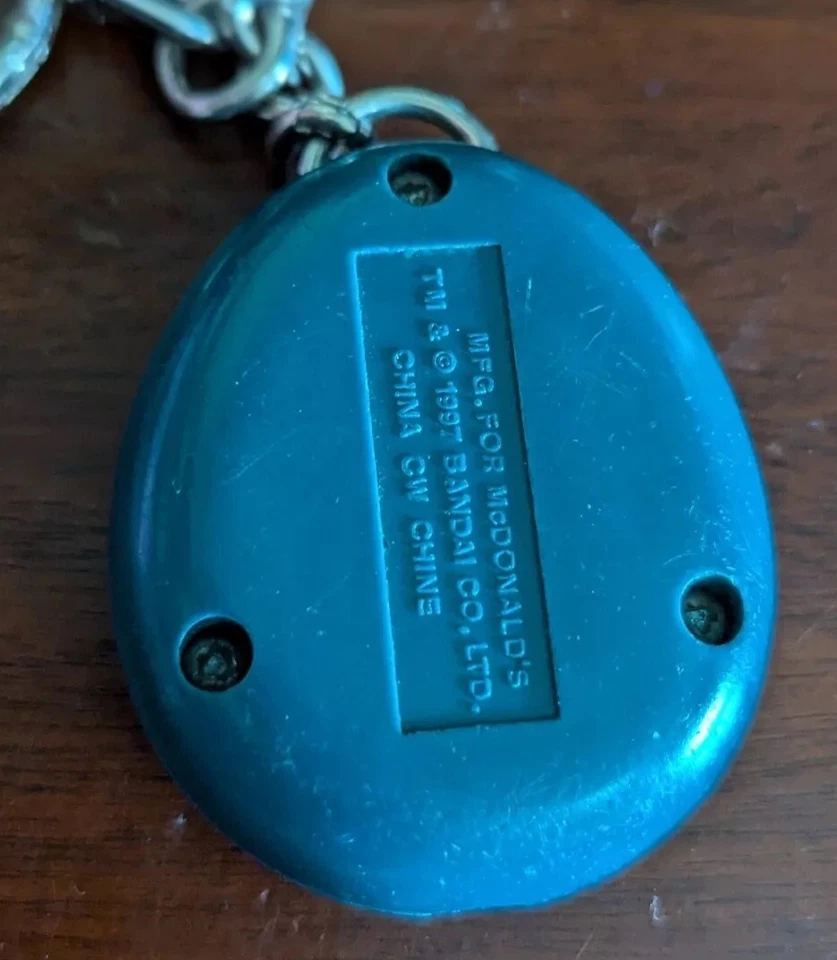 MFG. FOR McDONALD'S
TM & © 1997 BANDAI CO., LTD.
CHINA CW CHINE